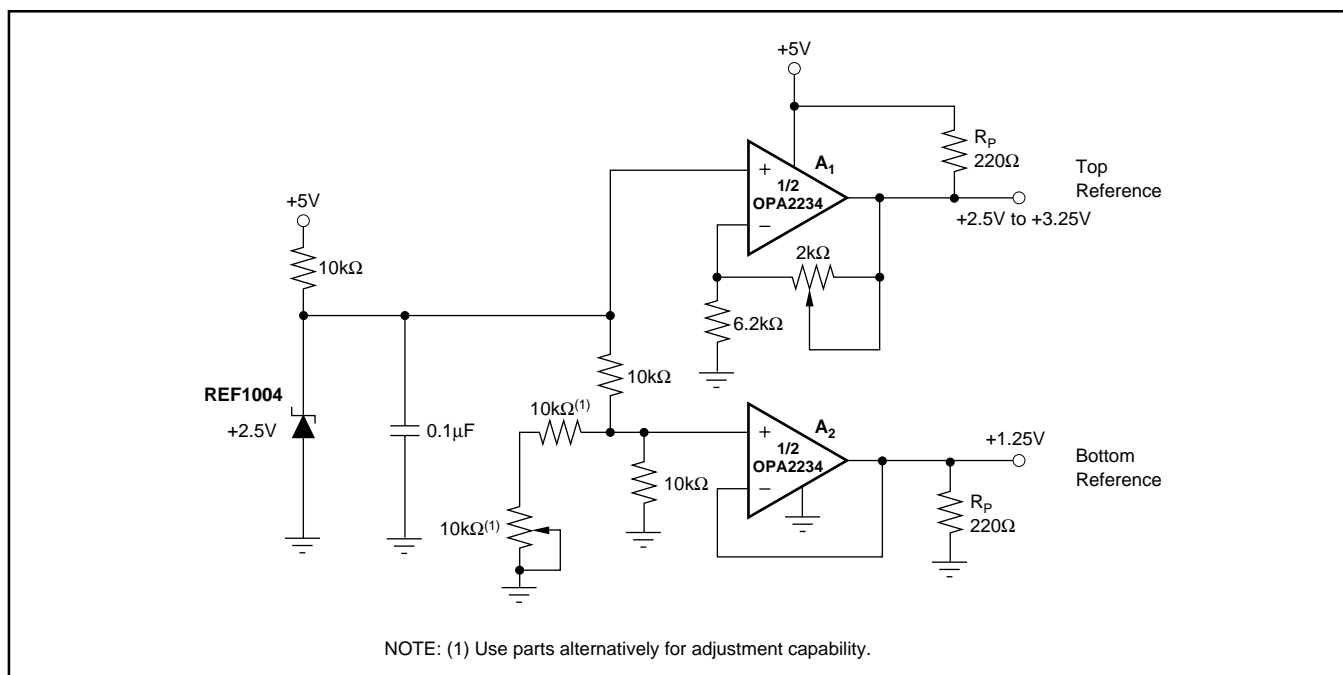 +5V
R_P
220Ω
A₁
+
1/2
OPA2234
−
Top
Reference
+2.5V to +3.25V
+5V
10kΩ
2kΩ
6.2kΩ
REF1004
+2.5V
0.1µF
10kΩ
10kΩ⁽¹⁾
10kΩ⁽¹⁾
10kΩ
A₂
+
1/2
OPA2234
−
+1.25V
Bottom
Reference
R_P
220Ω
NOTE: (1) Use parts alternatively for adjustment capability.